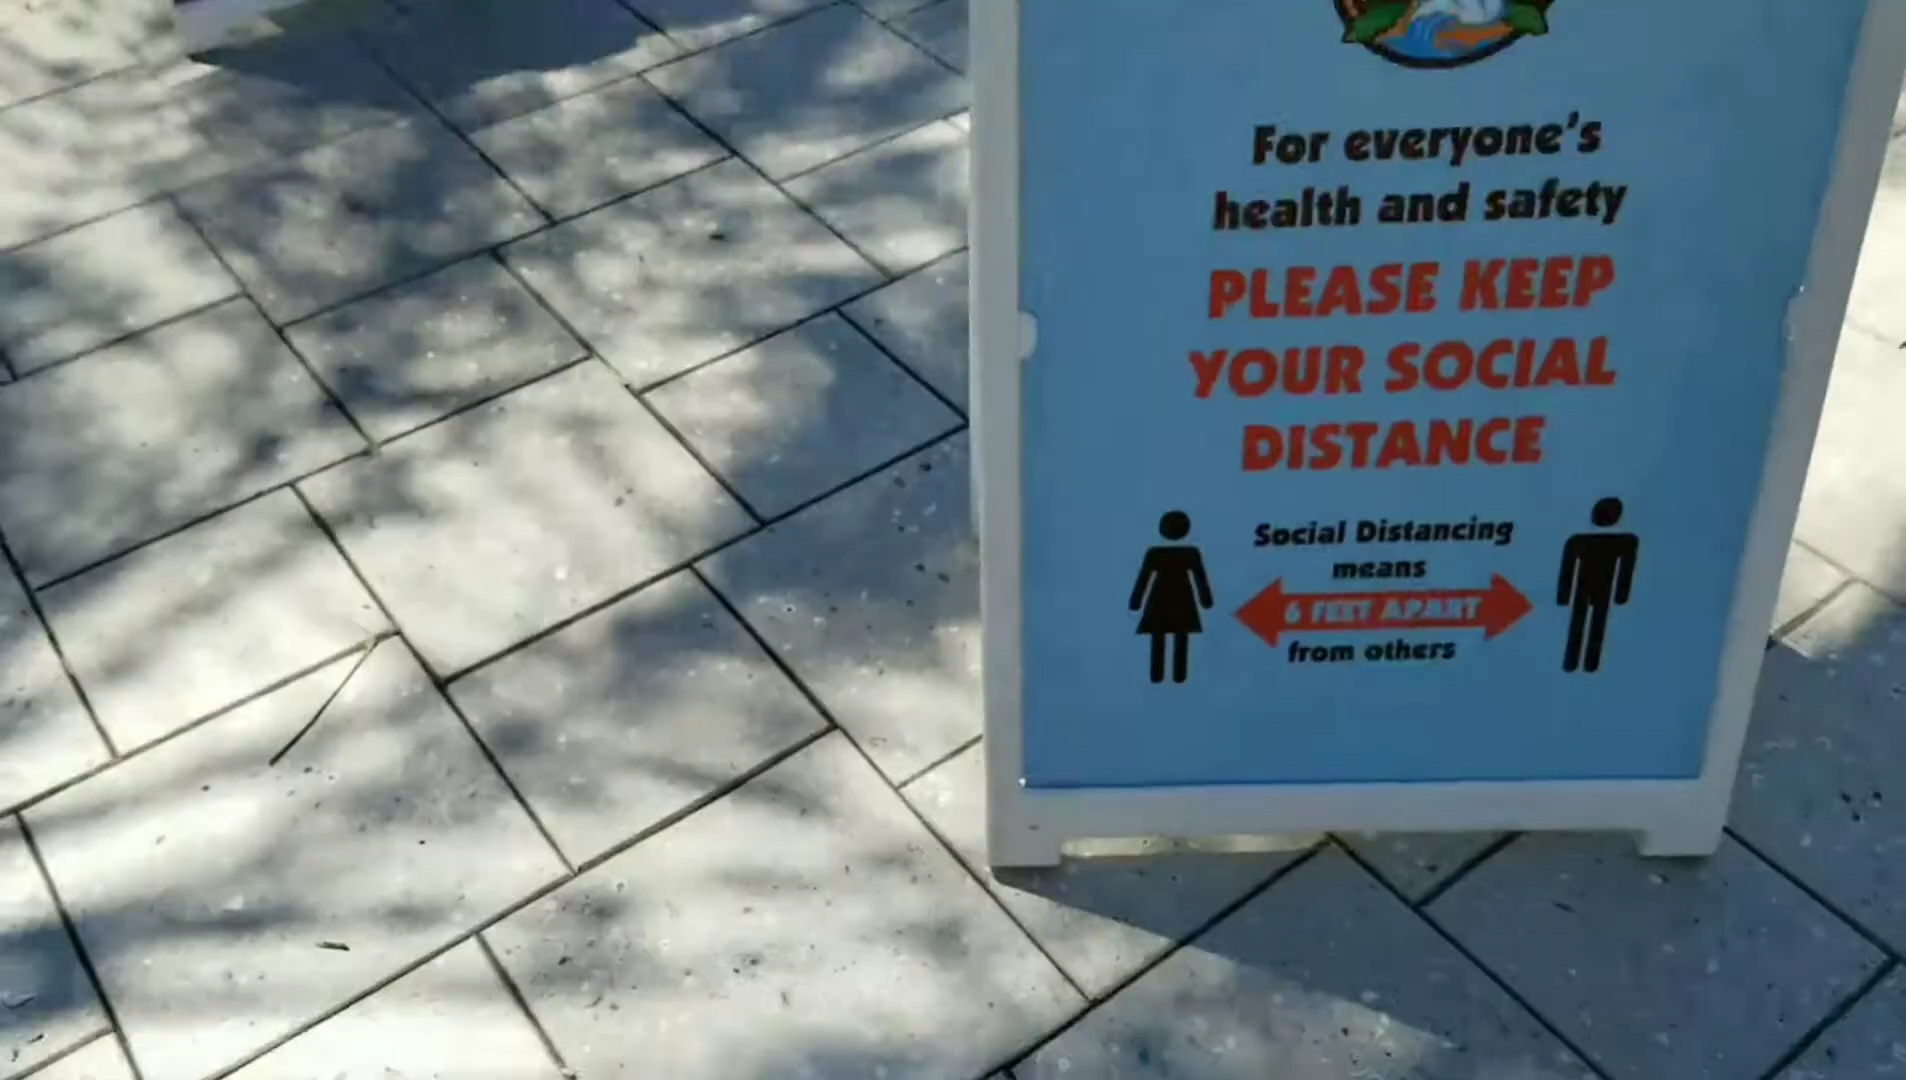 For everyone's
health and safety
PLEASE KEEP
YOUR SOCIAL
DISTANCE
Social Distancing
means
6 FEET APART
from others